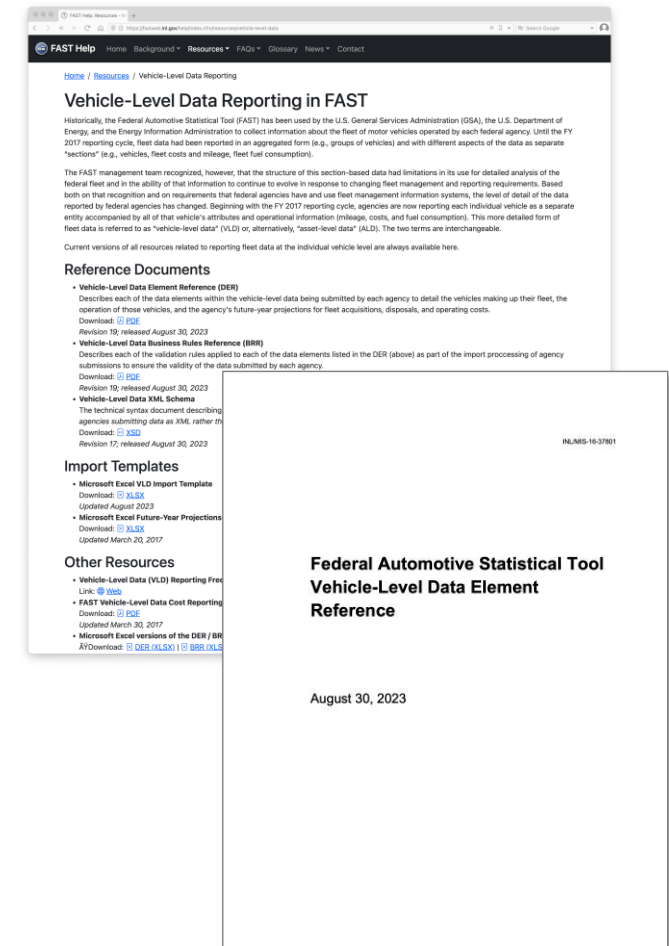 FAST Help: Resources - 
https://fastweb.inl.gov/help/index.cfm/resources/vehicle-level-data
Search Google
FAST Help Home Background Resources FAQs Glossary News Contact
Home / Resources / Vehicle-Level Data Reporting
Vehicle-Level Data Reporting in FAST
Historically, the Federal Automotive Statistical Tool (FAST) has been used by the U.S. General Services Administration (GSA), the U.S. Department of
Energy, and the Energy Information Administration to collect information about the fleet of motor vehicles operated by each federal agency. Until the FY
2017 reporting cycle, fleet data had been reported in an aggregated form (e.g., groups of vehicles) and with different aspects of the data as separate
"sections" (e.g., vehicles, fleet costs and mileage, fleet fuel consumption).
The FAST management team recognized, however, that the structure of this section-based data had limitations in its use for detailed analysis of the
federal fleet and in the ability of that information to continue to evolve in response to changing fleet management and reporting requirements. Based
both on that recognition and on requirements that federal agencies have and use fleet management information systems, the level of detail of the data
reported by federal agencies has changed. Beginning with the FY 2017 reporting cycle, agencies are now reporting each individual vehicle as a separate
entity accompanied by all of that vehicle's attributes and operational information (mileage, costs, and fuel consumption). This more detailed form of
fleet data is referred to as "vehicle-level data" (VLD) or, alternatively, "asset-level data" (ALD). The two terms are interchangeable.
Current versions of all resources related to reporting fleet data at the individual vehicle level are always available here.
Reference Documents
• Vehicle-Level Data Element Reference (DER)
Describes each of the data elements within the vehicle-level data being submitted by each agency to detail the vehicles making up their fleet, the
operation of those vehicles, and the agency's future-year projections for fleet acquisitions, disposals, and operating costs.
Download: PDF
Revision 19; released August 30, 2023
• Vehicle-Level Data Business Rules Reference (BRR)
Describes each of the validation rules applied to each of the data elements listed in the DER (above) as part of the import proccessing of agency
submissions to ensure the validity of the data submitted by each agency.
Download: PDF
Revision 19; released August 30, 2023
• Vehicle-Level Data XML Schema
The technical syntax document describing
agencies submitting data as XML rather th
Download: XSD
Revision 17; released August 30, 2023
Import Templates
• Microsoft Excel VLD Import Template
Download: XLSX
Updated August 2023
• Microsoft Excel Future-Year Projections
Download: XLSX
Updated March 20, 2017
Other Resources
• Vehicle-Level Data (VLD) Reporting Fre
Link: Web
• FAST Vehicle-Level Data Cost Reporting
Download: PDF
Updated March 30, 2017
• Microsoft Excel versions of the DER / BR
ÂŸDownload: DER (XLSX) | BRR (XLS
INL/MIS-16-37801
Federal Automotive Statistical Tool
Vehicle-Level Data Element
Reference
August 30, 2023